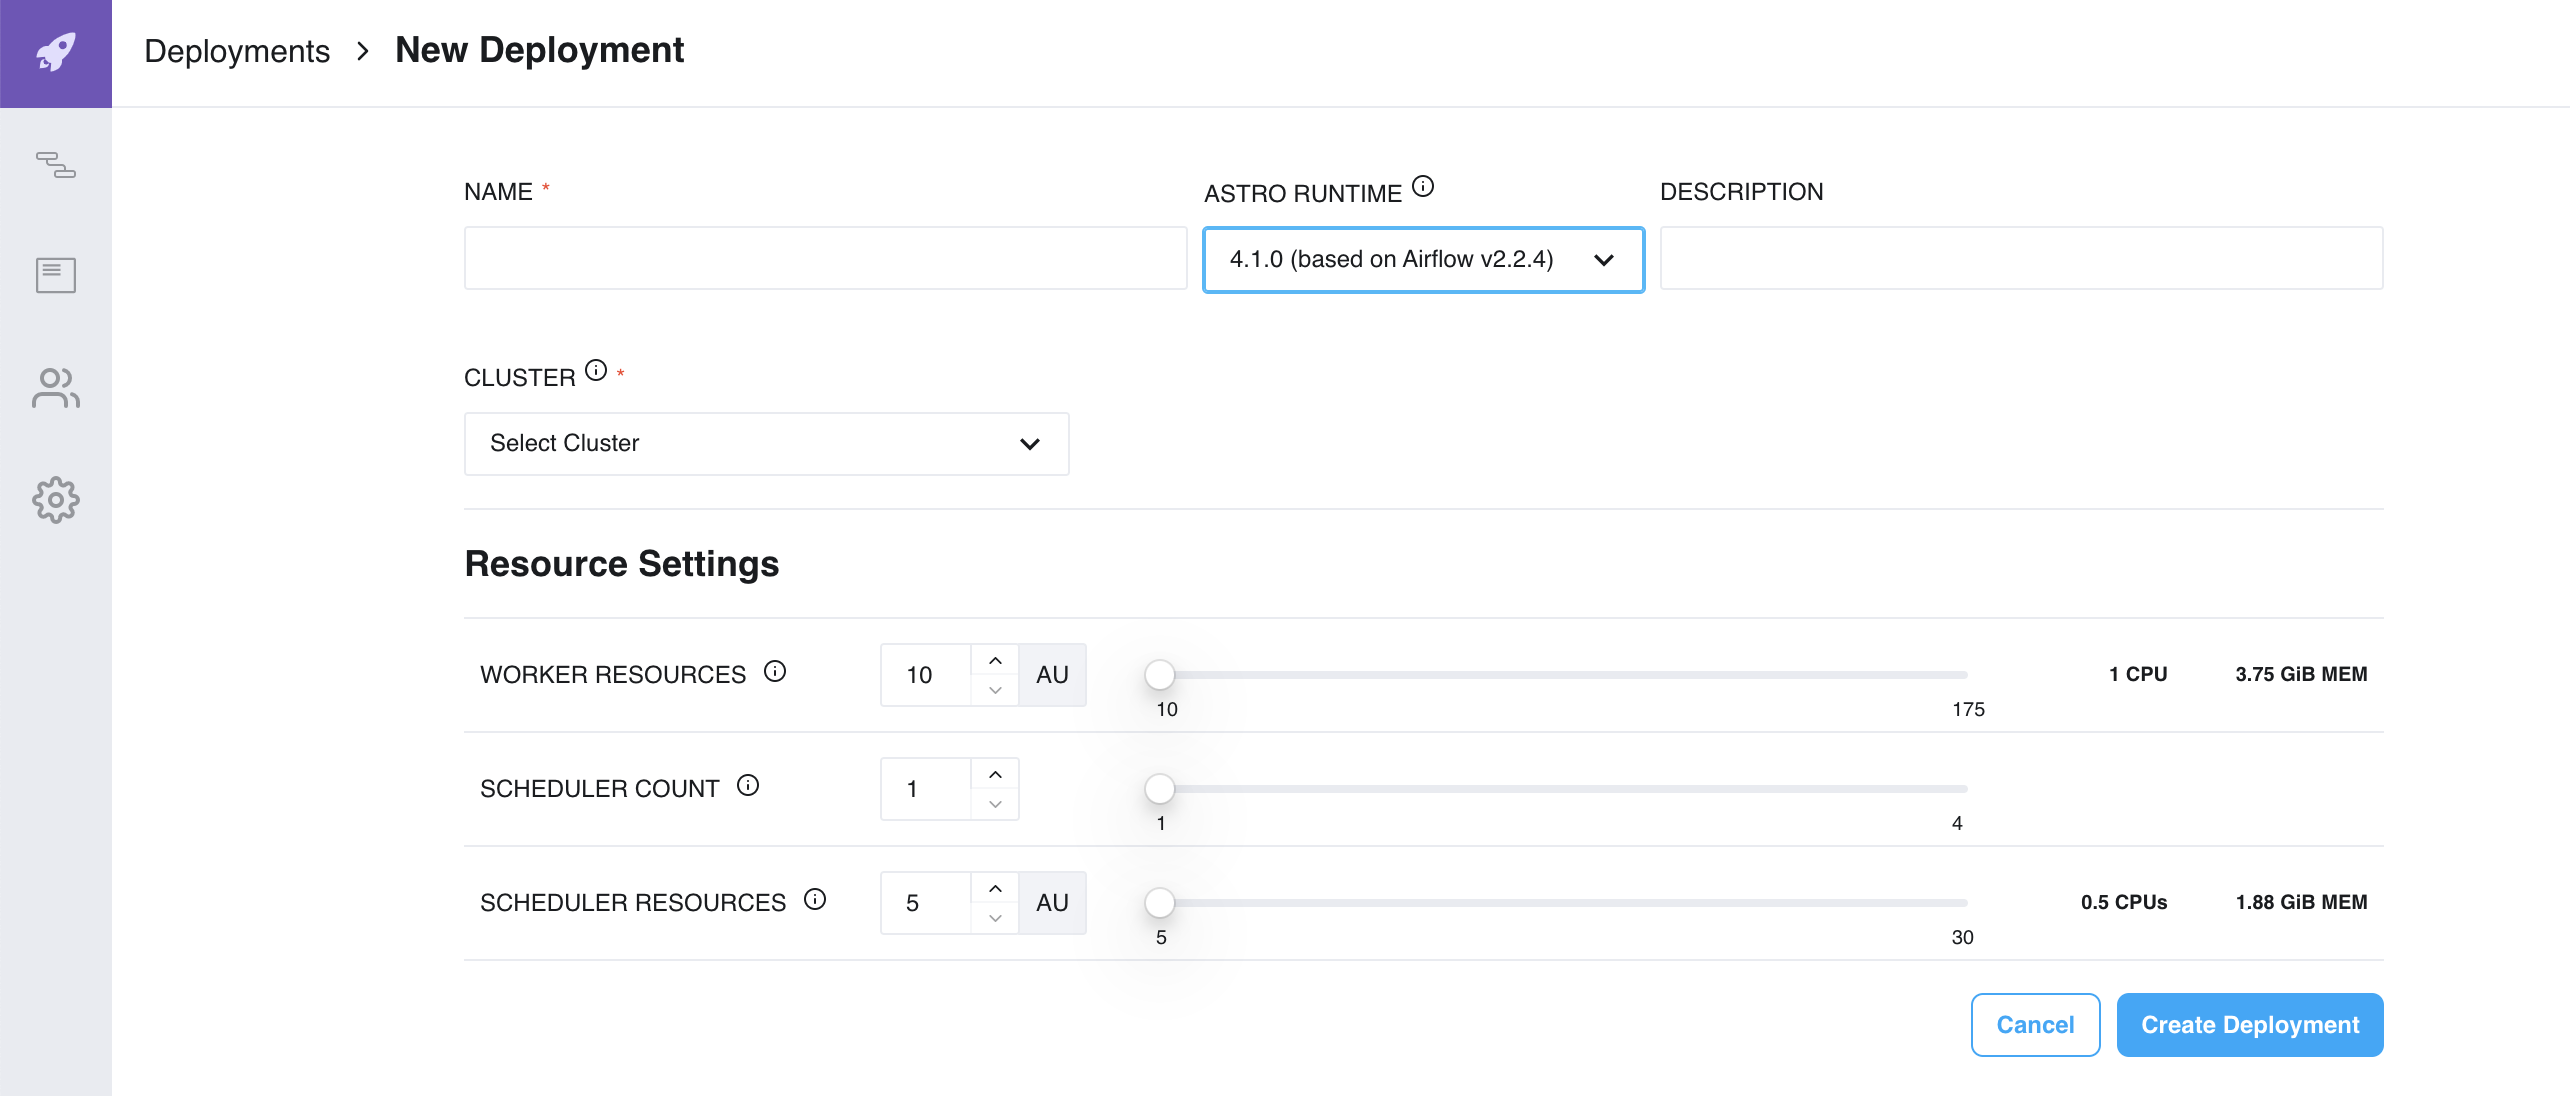 Deployments > New Deployment
NAME *
ASTRO RUNTIME
DESCRIPTION
4.1.0 (based on Airflow v2.2.4)
CLUSTER *
Select Cluster
Resource Settings
WORKER RESOURCES 10 AU 1 CPU 3.75 GiB MEM
10 175
SCHEDULER COUNT 1
1 4
SCHEDULER RESOURCES 5 AU 0.5 CPUs 1.88 GiB MEM
5 30
Cancel Create Deployment